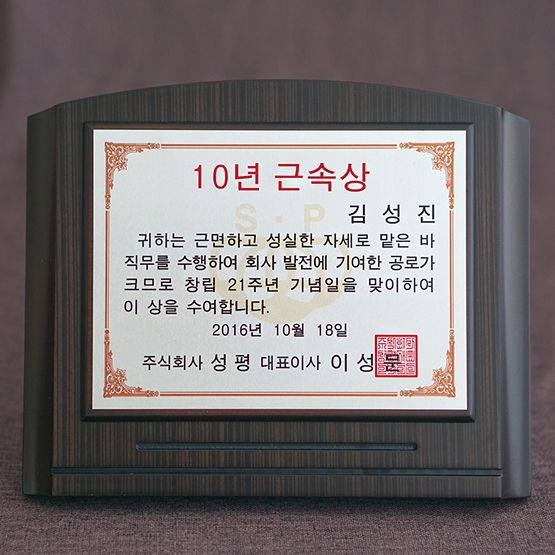 10년 근속상
S·P
김성진
귀하는 근면하고 성실한 자세로 맡은 바
직무를 수행하여 회사 발전에 기여한 공로가
크므로 창립 21주년 기념일을 맞이하여
이 상을 수여합니다.
2016년 10월 18일
주식회사 성평 대표이사 이성문